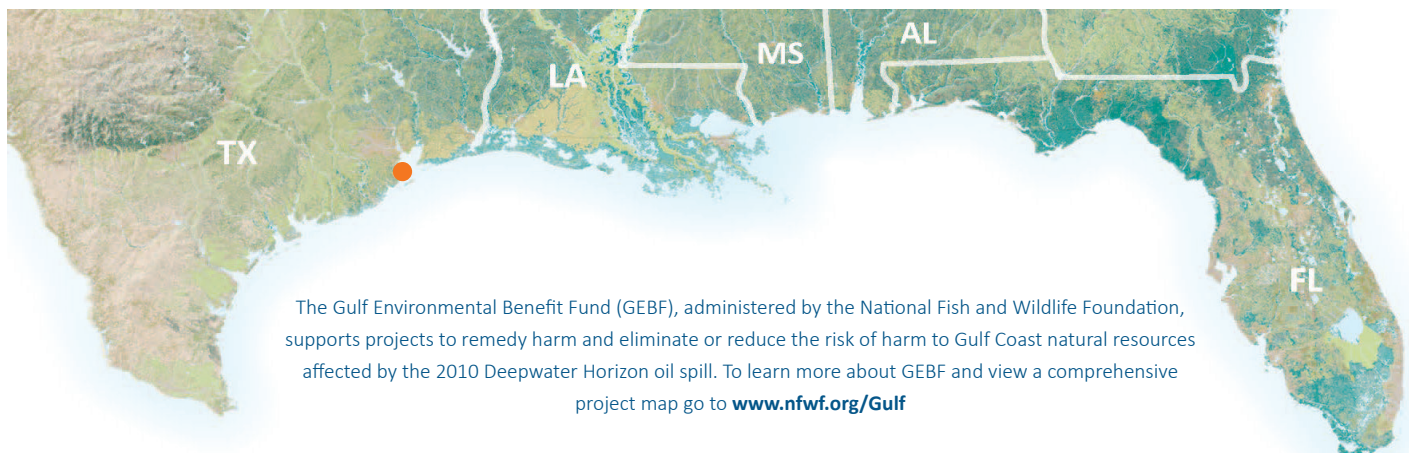 AL
MS
LA
TX
FL
The Gulf Environmental Benefit Fund (GEBF), administered by the National Fish and Wildlife Foundation,
supports projects to remedy harm and eliminate or reduce the risk of harm to Gulf Coast natural resources
affected by the 2010 Deepwater Horizon oil spill. To learn more about GEBF and view a comprehensive
project map go to www.nfwf.org/Gulf